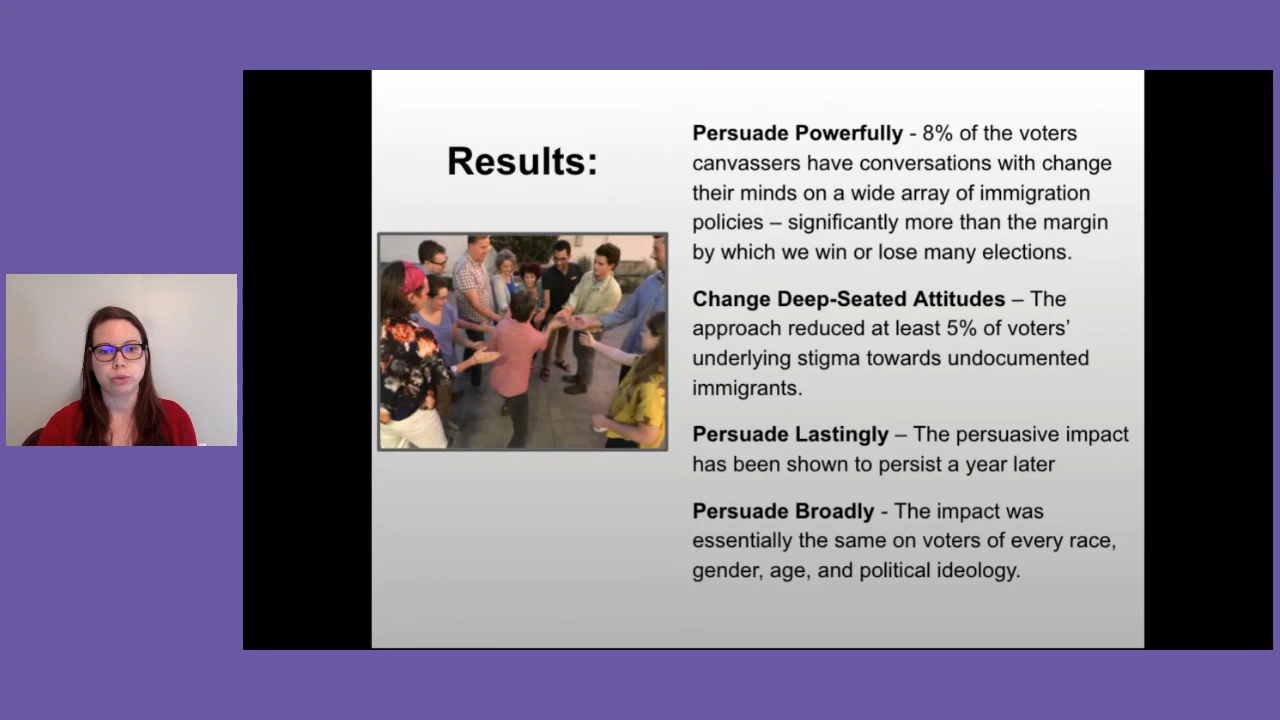 Results:
Persuade Powerfully - 8% of the voters
canvassers have conversations with change
their minds on a wide array of immigration
policies – significantly more than the margin
by which we win or lose many elections.
Change Deep-Seated Attitudes – The
approach reduced at least 5% of voters’
underlying stigma towards undocumented
immigrants.
Persuade Lastingly – The persuasive impact
has been shown to persist a year later
Persuade Broadly - The impact was
essentially the same on voters of every race,
gender, age, and political ideology.